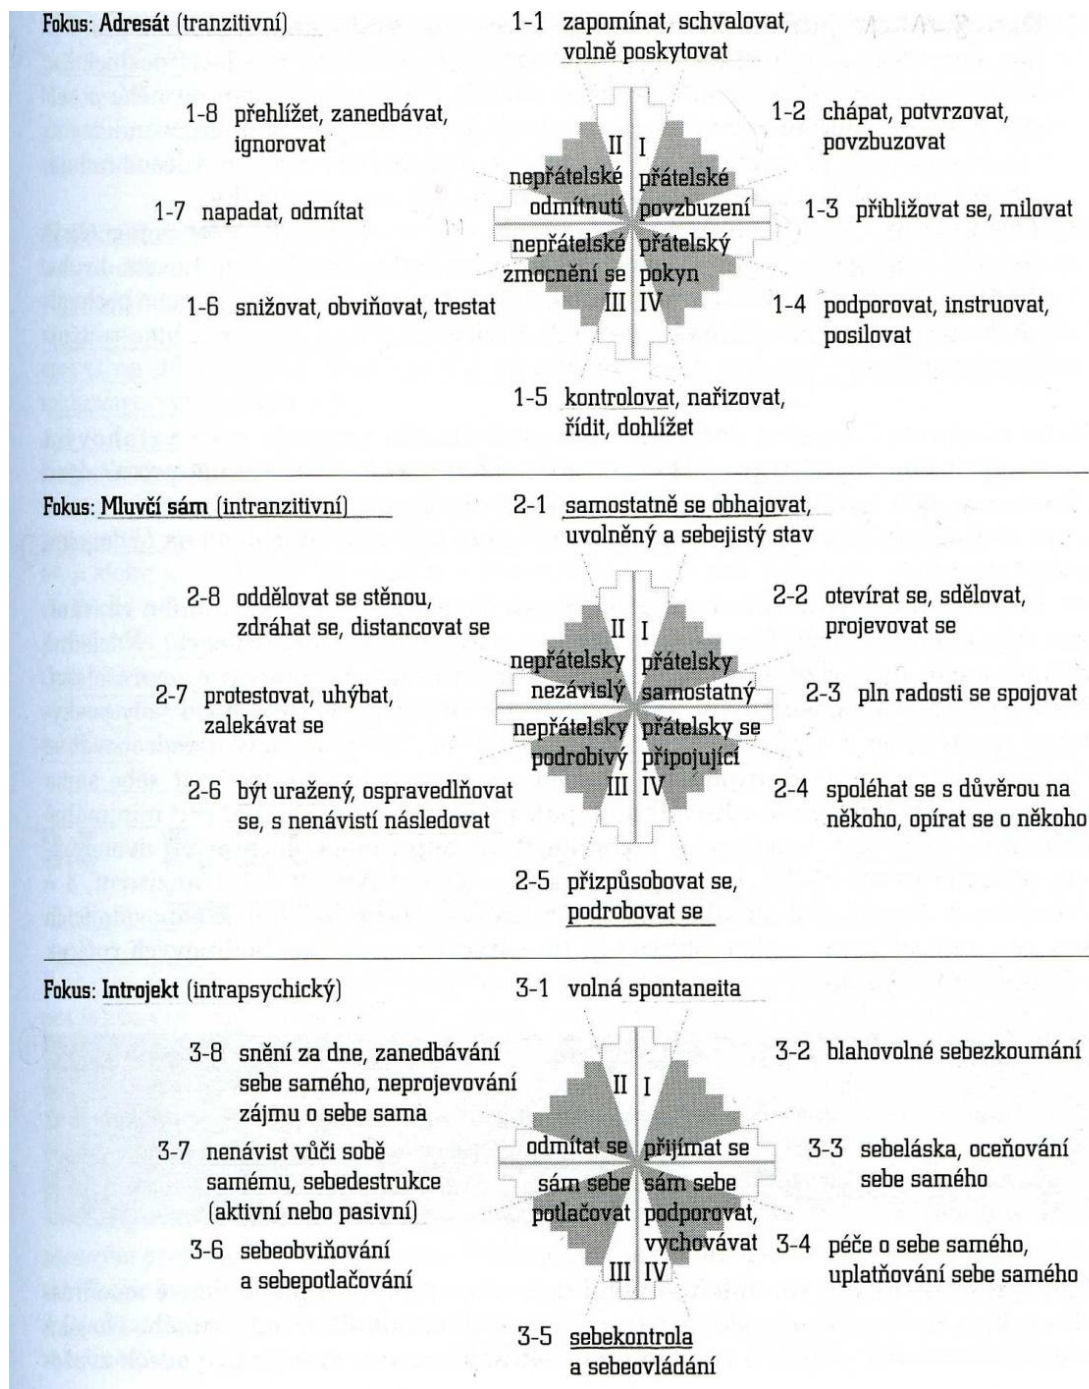 Fokus: Adresát (tranzitivní)
1-1 zapomínat, schvalovat,
volně poskytovat
1-8 přehlížet, zanedbávat,
ignorovat
1-2 chápat, potvrzovat,
povzbuzovat
II I
nepřátelské přátelské
odmítnutí povzbuzení
1-7 napadat, odmítat
1-3 přibližovat se, milovat
nepřátelské přátelský
zmocnění se pokyn
III IV
1-6 snižovat, obviňovat, trestat
1-4 podporovat, instruovat,
posilovat
1-5 kontrolovat, nařizovat,
řídit, dohlížet
Fokus: Mluvčí sám (intranzitivní)
2-1 samostatně se obhajovat,
uvolněný a sebejistý stav
2-8 oddělovat se stěnou,
zdráhat se, distancovat se
2-2 otevírat se, sdělovat,
projevovat se
II I
nepřátelsky přátelsky
nezávislý samostatný
2-7 protestovat, uhýbat,
zalekávat se
2-3 pln radosti se spojovat
nepřátelsky přátelsky se
podrobivý připojující
III IV
2-6 být uražený, ospravedlňovat
se, s nenávistí následovat
2-4 spoléhat se s důvěrou na
někoho, opírat se o někoho
2-5 přizpůsobovat se,
podrobovat se
Fokus: Introjekt (intrapsychický)
3-1 volná spontaneita
3-8 snění za dne, zanedbávání
sebe samého, neprojevování
zájmu o sebe sama
3-2 blahovolné sebezkoumání
II I
odmítat se přijímat se
3-7 nenávist vůči sobě
samému, sebedestrukce
(aktivní nebo pasivní)
3-3 sebeláska, oceňování
sebe samého
sám sebe sám sebe
potlačovat podporovat,
vychovávat
III IV
3-6 sebeobviňování
a sebepotlačování
3-4 péče o sebe samého,
uplatňování sebe samého
3-5 sebekontrola
a sebeovládání